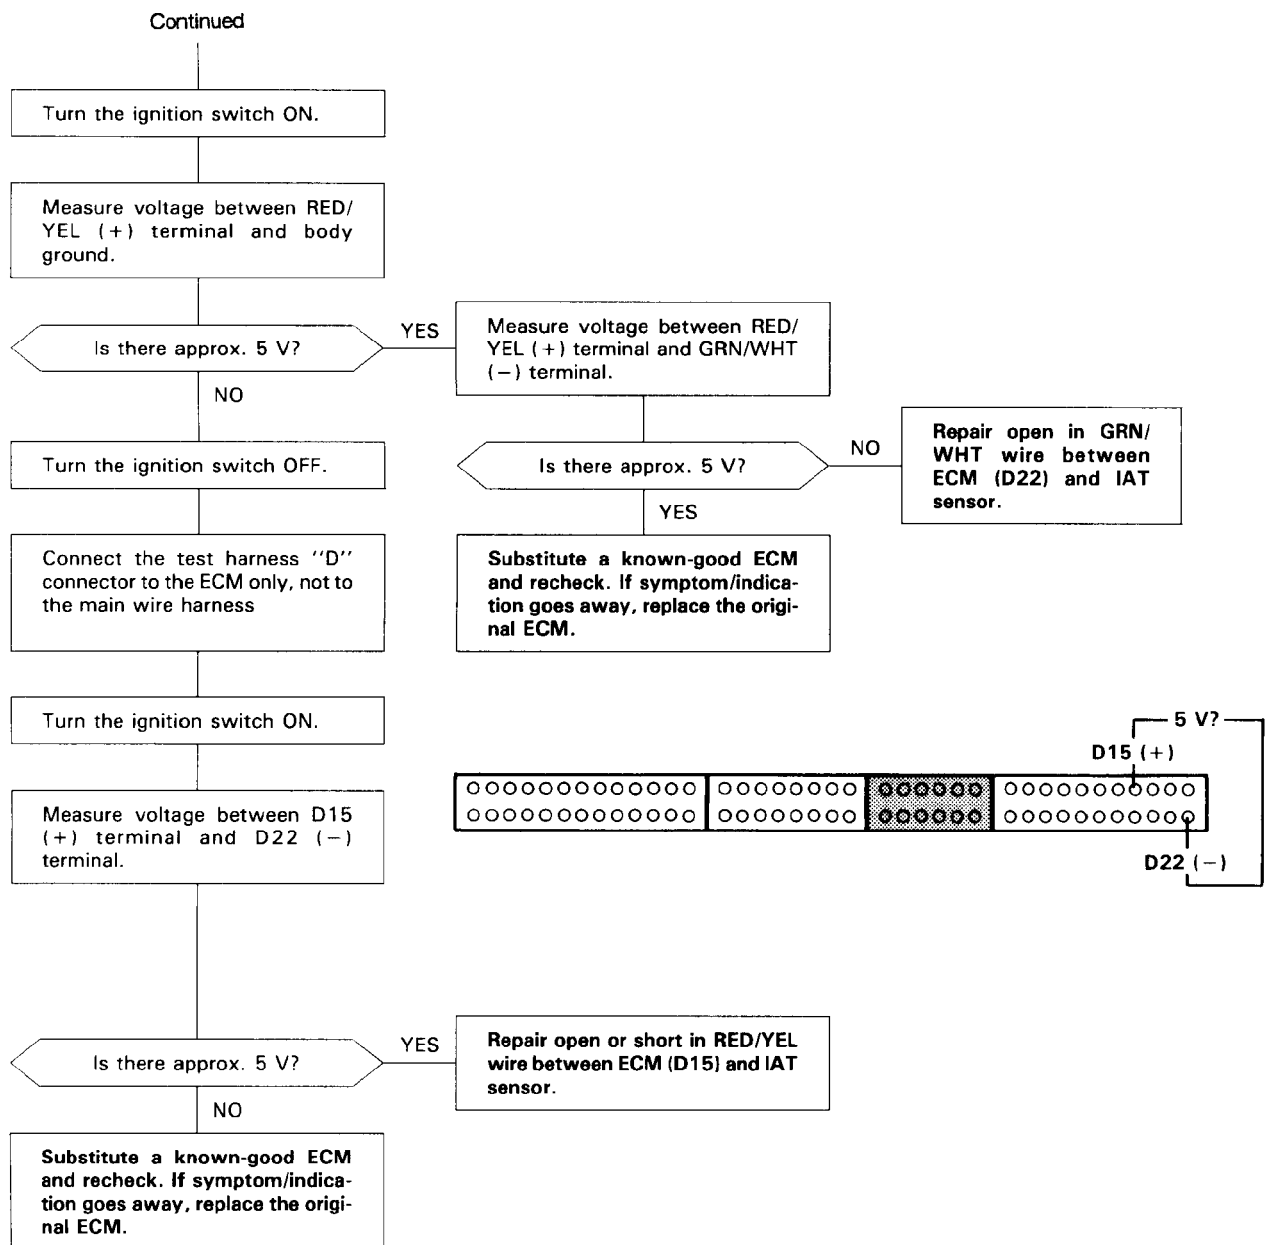 Continued
Turn the ignition switch ON.
Measure voltage between RED/
YEL (+) terminal and body
ground.
Is there approx. 5 V?
YES
NO
Measure voltage between RED/
YEL (+) terminal and GRN/WHT
(−) terminal.
Is there approx. 5 V?
NO
YES
Repair open in GRN/
WHT wire between
ECM (D22) and IAT
sensor.
Substitute a known-good ECM
and recheck. If symptom/indica-
tion goes away, replace the origi-
nal ECM.
Turn the ignition switch OFF.
Connect the test harness "D"
connector to the ECM only, not to
the main wire harness
Turn the ignition switch ON.
Measure voltage between D15
(+) terminal and D22 (−)
terminal.
5 V?
D15 (+)
D22 (−)
Is there approx. 5 V?
YES
NO
Repair open or short in RED/YEL
wire between ECM (D15) and IAT
sensor.
Substitute a known-good ECM
and recheck. If symptom/indica-
tion goes away, replace the origi-
nal ECM.